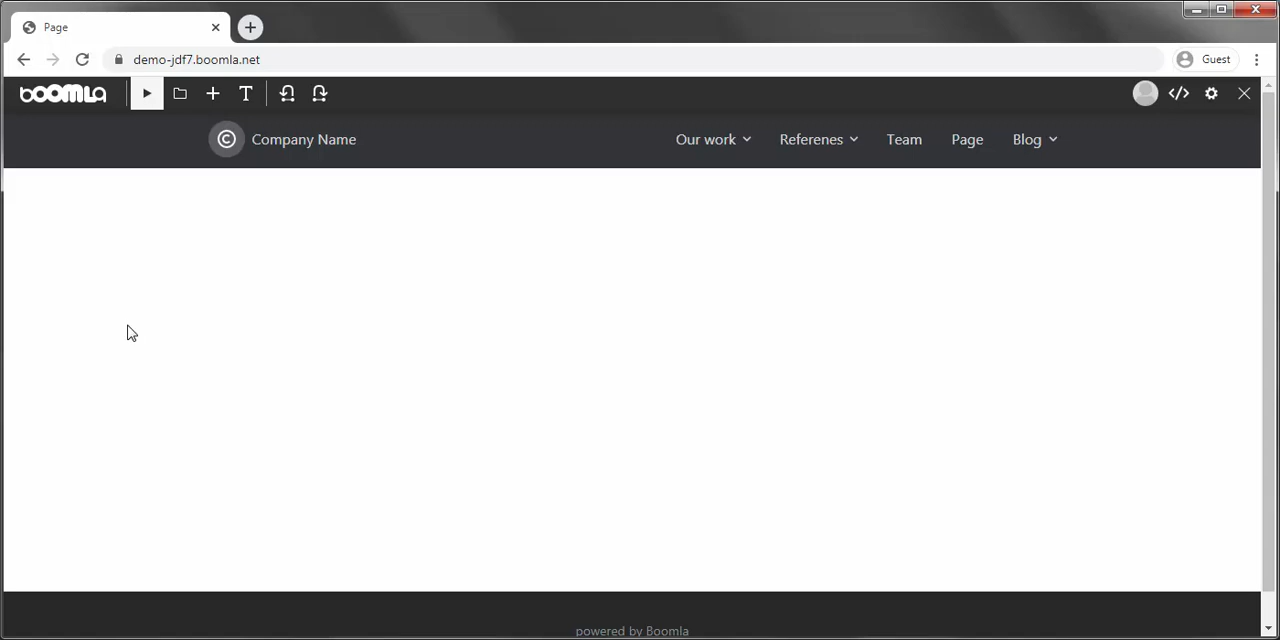 Page
demo-jdf7.boomla.net
Guest
boomla
T
</>
© Company Name
Our work
Referenes
Team
Page
Blog
powered by Boomla